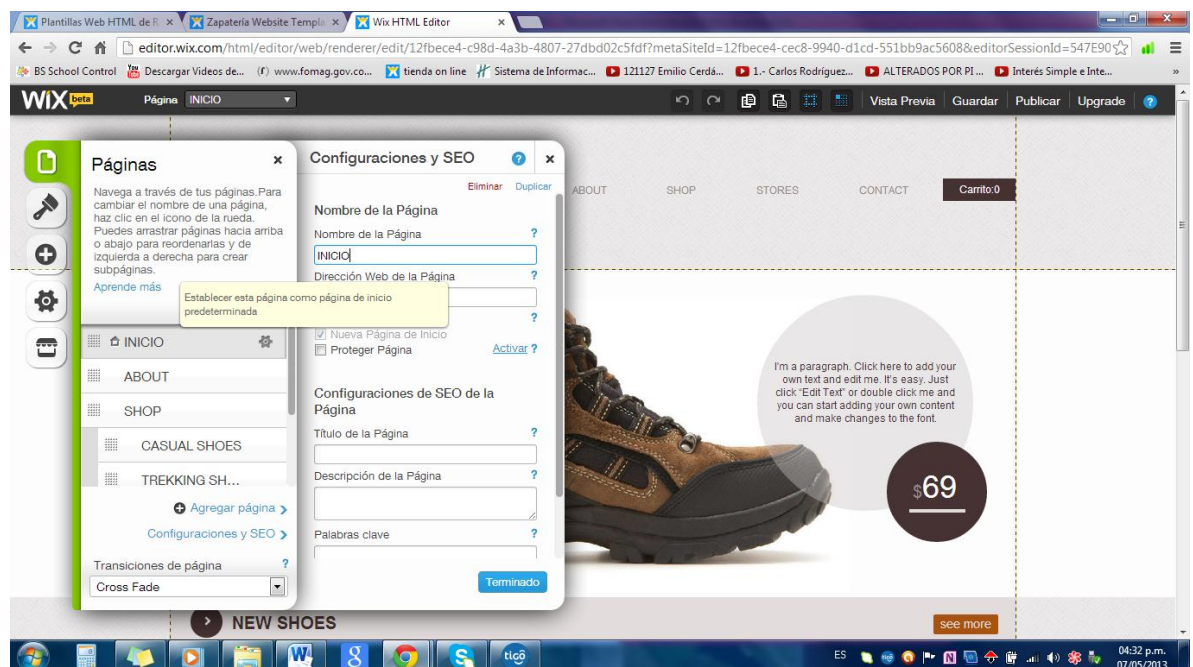 Plantillas Web HTML de R
Zapatería Website Templa
Wix HTML Editor
editor.wix.com/html/editor/web/renderer/edit/12fbece4-c98d-4a3b-4807-27dbd02c5fdf?metaSiteId=12fbece4-cec8-9940-d1cd-551bb9ac5608&editorSessionId=547E90
BS School Control
Descargar Videos de...
www.fomag.gov.co...
tienda on line
Sistema de Informac...
121127 Emilio Cerdá...
1.- Carlos Rodríguez...
ALTERADOS POR PI ...
Interés Simple e Inte...
»
WiX beta
Página INICIO
Vista Previa
Guardar
Publicar
Upgrade
?
Páginas
Navega a través de tus páginas.Para
cambiar el nombre de una página,
haz clic en el icono de la rueda.
Puedes arrastrar páginas hacia arriba
o abajo para reordenarlas y de
izquierda a derecha para crear
subpáginas.
Aprende más
INICIO
ABOUT
SHOP
CASUAL SHOES
TREKKING SH...
Agregar página
Configuraciones y SEO
Transiciones de página ?
Cross Fade
Configuraciones y SEO ?
Eliminar Duplicar
Nombre de la Página
Nombre de la Página ?
INICIO
Dirección Web de la Página ?
Establecer esta página como página de inicio
predeterminada
?
Nueva Página de Inicio
Proteger Página Activar ?
Configuraciones de SEO de la
Página
Título de la Página ?
Descripción de la Página ?
Palabras clave ?
Terminado
ABOUT
SHOP
STORES
CONTACT
Carrito:0
I'm a paragraph. Click here to add your
own text and edit me. It's easy. Just
click “Edit Text” or double click me and
you can start adding your own content
and make changes to the font.
$69
NEW SHOES
see more
tigo
ES
04:32 p.m.
07/05/2013